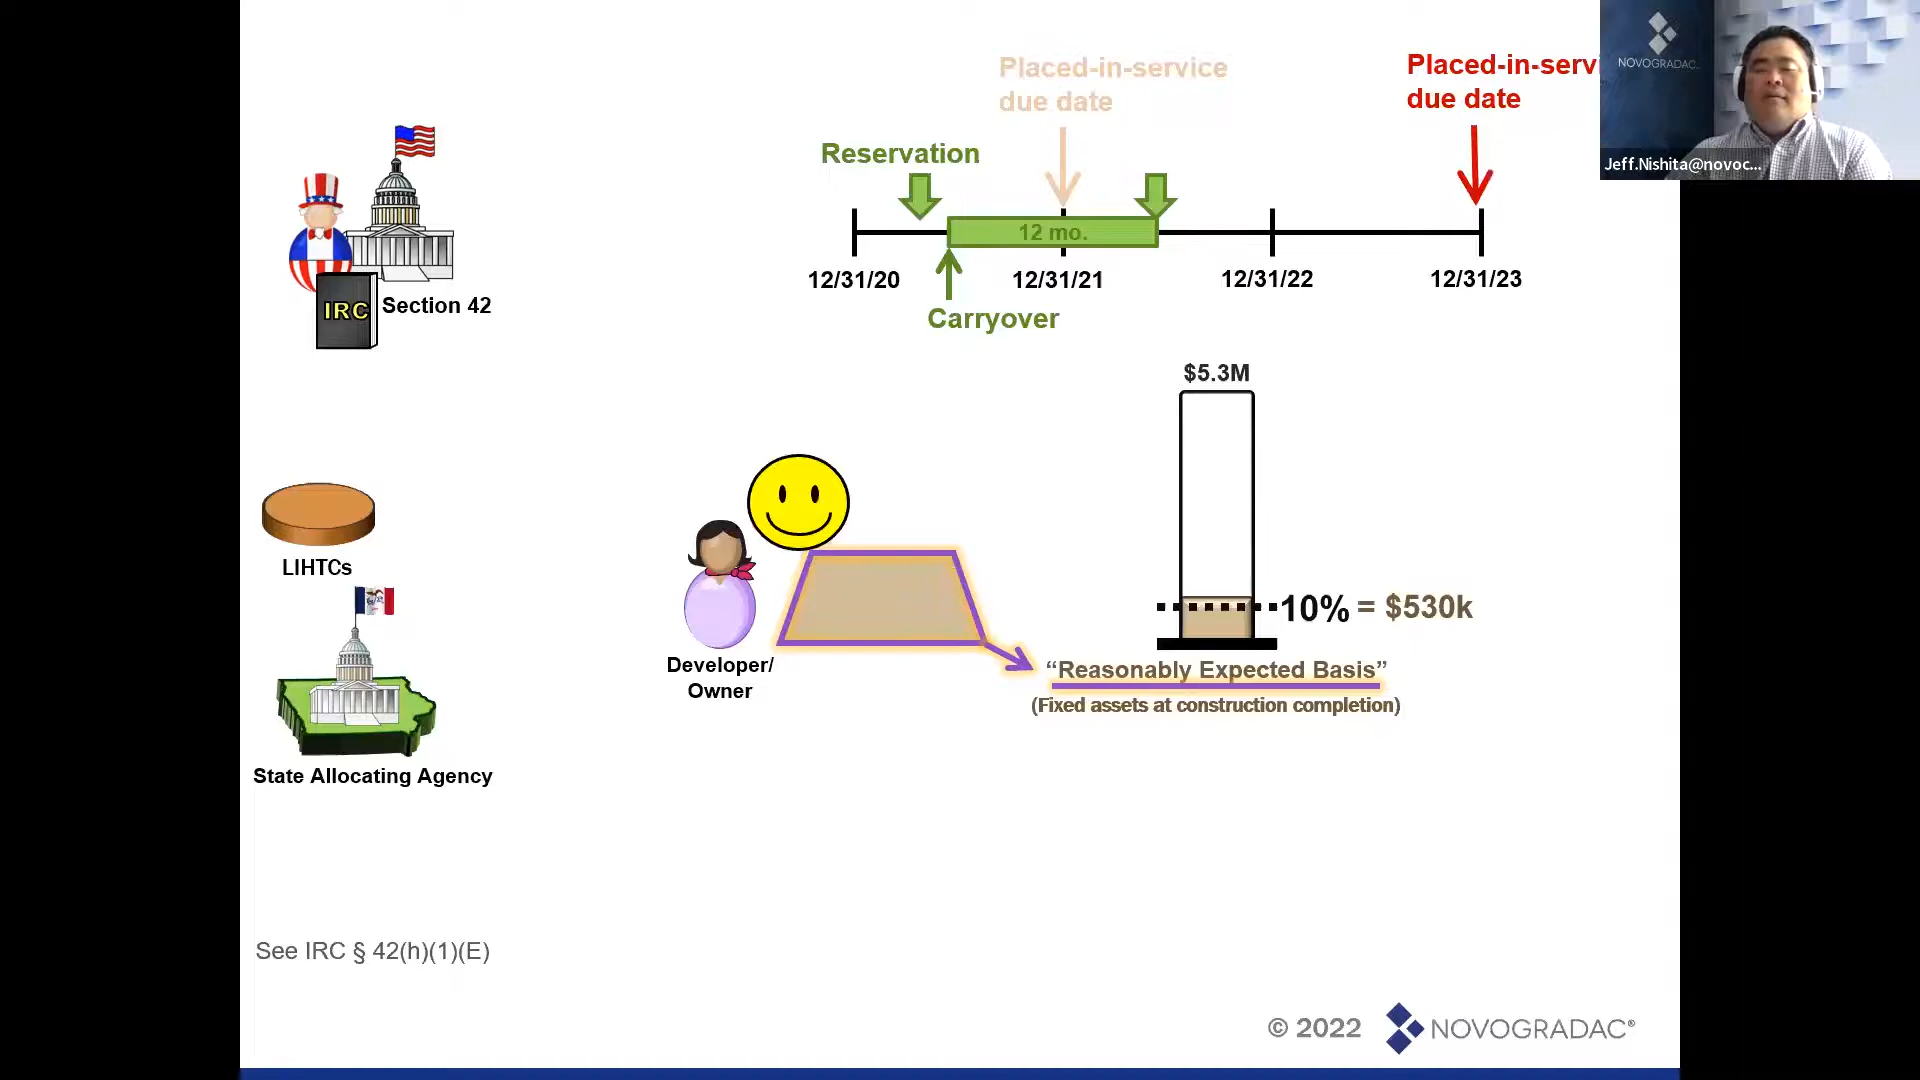 Placed-in-service
due date
Placed-in-servi
due date
NOVOGRADAC
Jeff.Nishita@novoc...
Reservation
12 mo.
12/31/20
12/31/21
12/31/22
12/31/23
Carryover
IRC
Section 42
$5.3M
LIHTCs
10% = $530k
Developer/
Owner
“Reasonably Expected Basis”
(Fixed assets at construction completion)
State Allocating Agency
See IRC § 42(h)(1)(E)
© 2022
NOVOGRADAC®